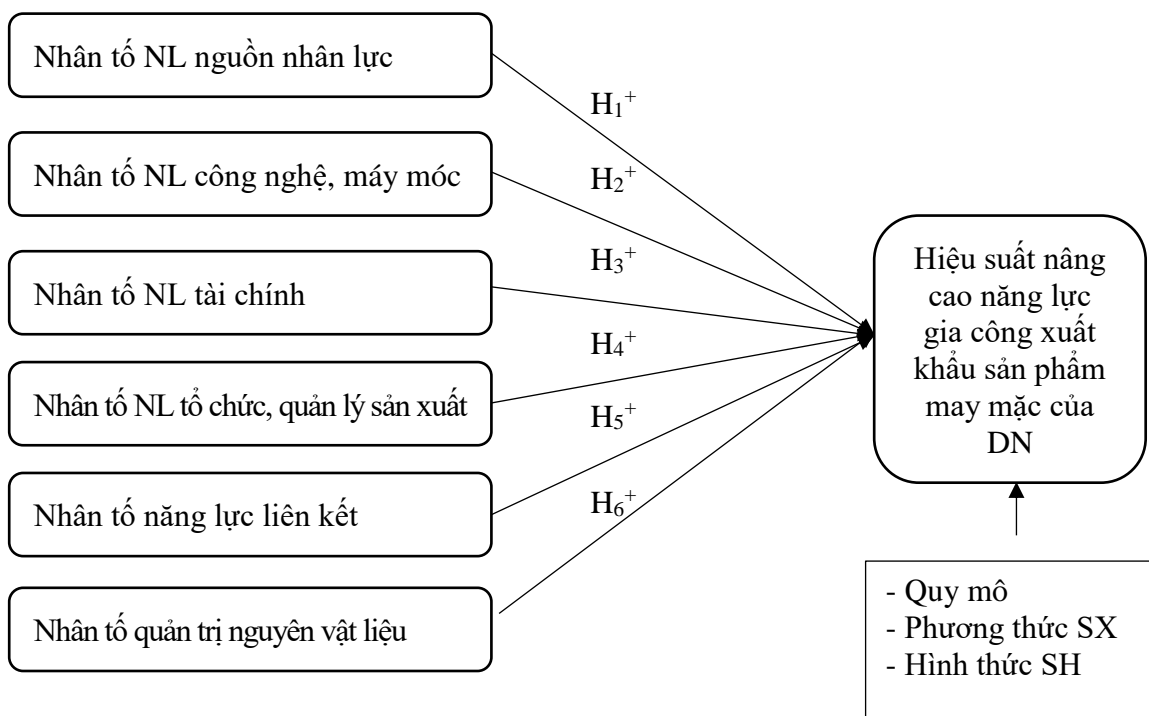 Nhân tố NL nguồn nhân lực
H₁⁺
Nhân tố NL công nghệ, máy móc
H₂⁺
Nhân tố NL tài chính
H₃⁺
Nhân tố NL tổ chức, quản lý sản xuất
H₄⁺
Nhân tố năng lực liên kết
H₅⁺
Nhân tố quản trị nguyên vật liệu
H₆⁺
Hiệu suất nâng
cao năng lực
gia công xuất
khẩu sản phẩm
may mặc của
DN
- Quy mô
- Phương thức SX
- Hình thức SH